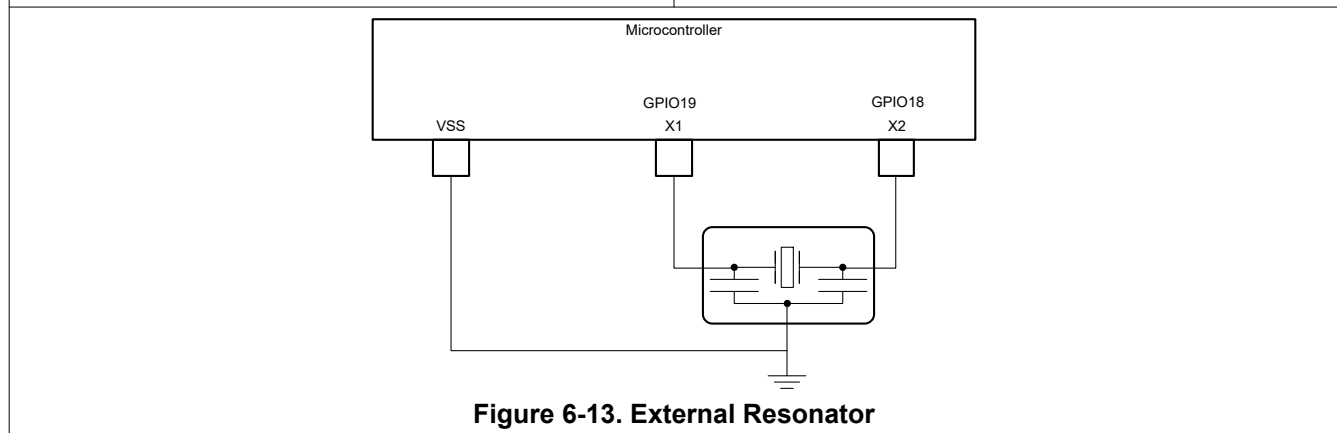 Microcontroller
GPIO19
GPIO18
VSS
X1
X2
Figure 6-13. External Resonator